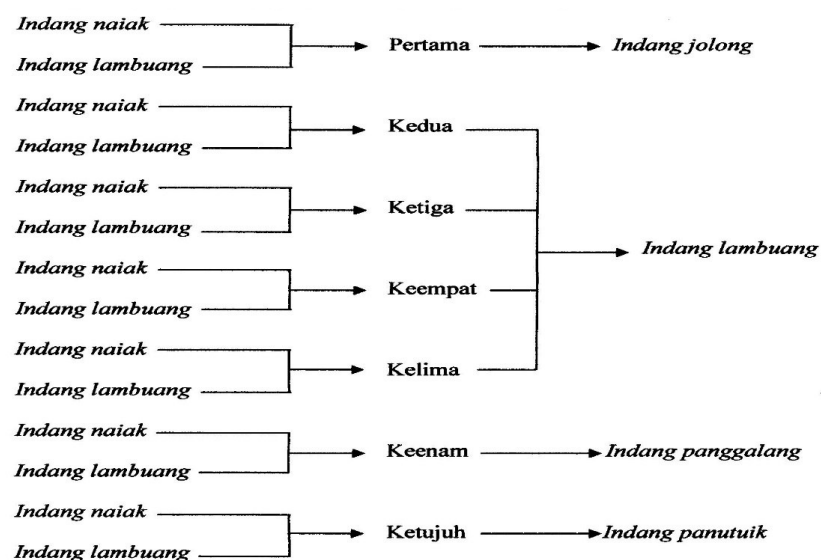 Indang naiak
Pertama Indang jolong
Indang lambuang
Indang naiak
Kedua
Indang lambuang
Indang naiak
Ketiga
Indang lambuang
Indang lambuang
Indang naiak
Keempat
Indang lambuang
Indang naiak
Kelima
Indang lambuang
Indang naiak
Keenam Indang panggalang
Indang lambuang
Indang naiak
Ketujuh Indang panutuik
Indang lambuang